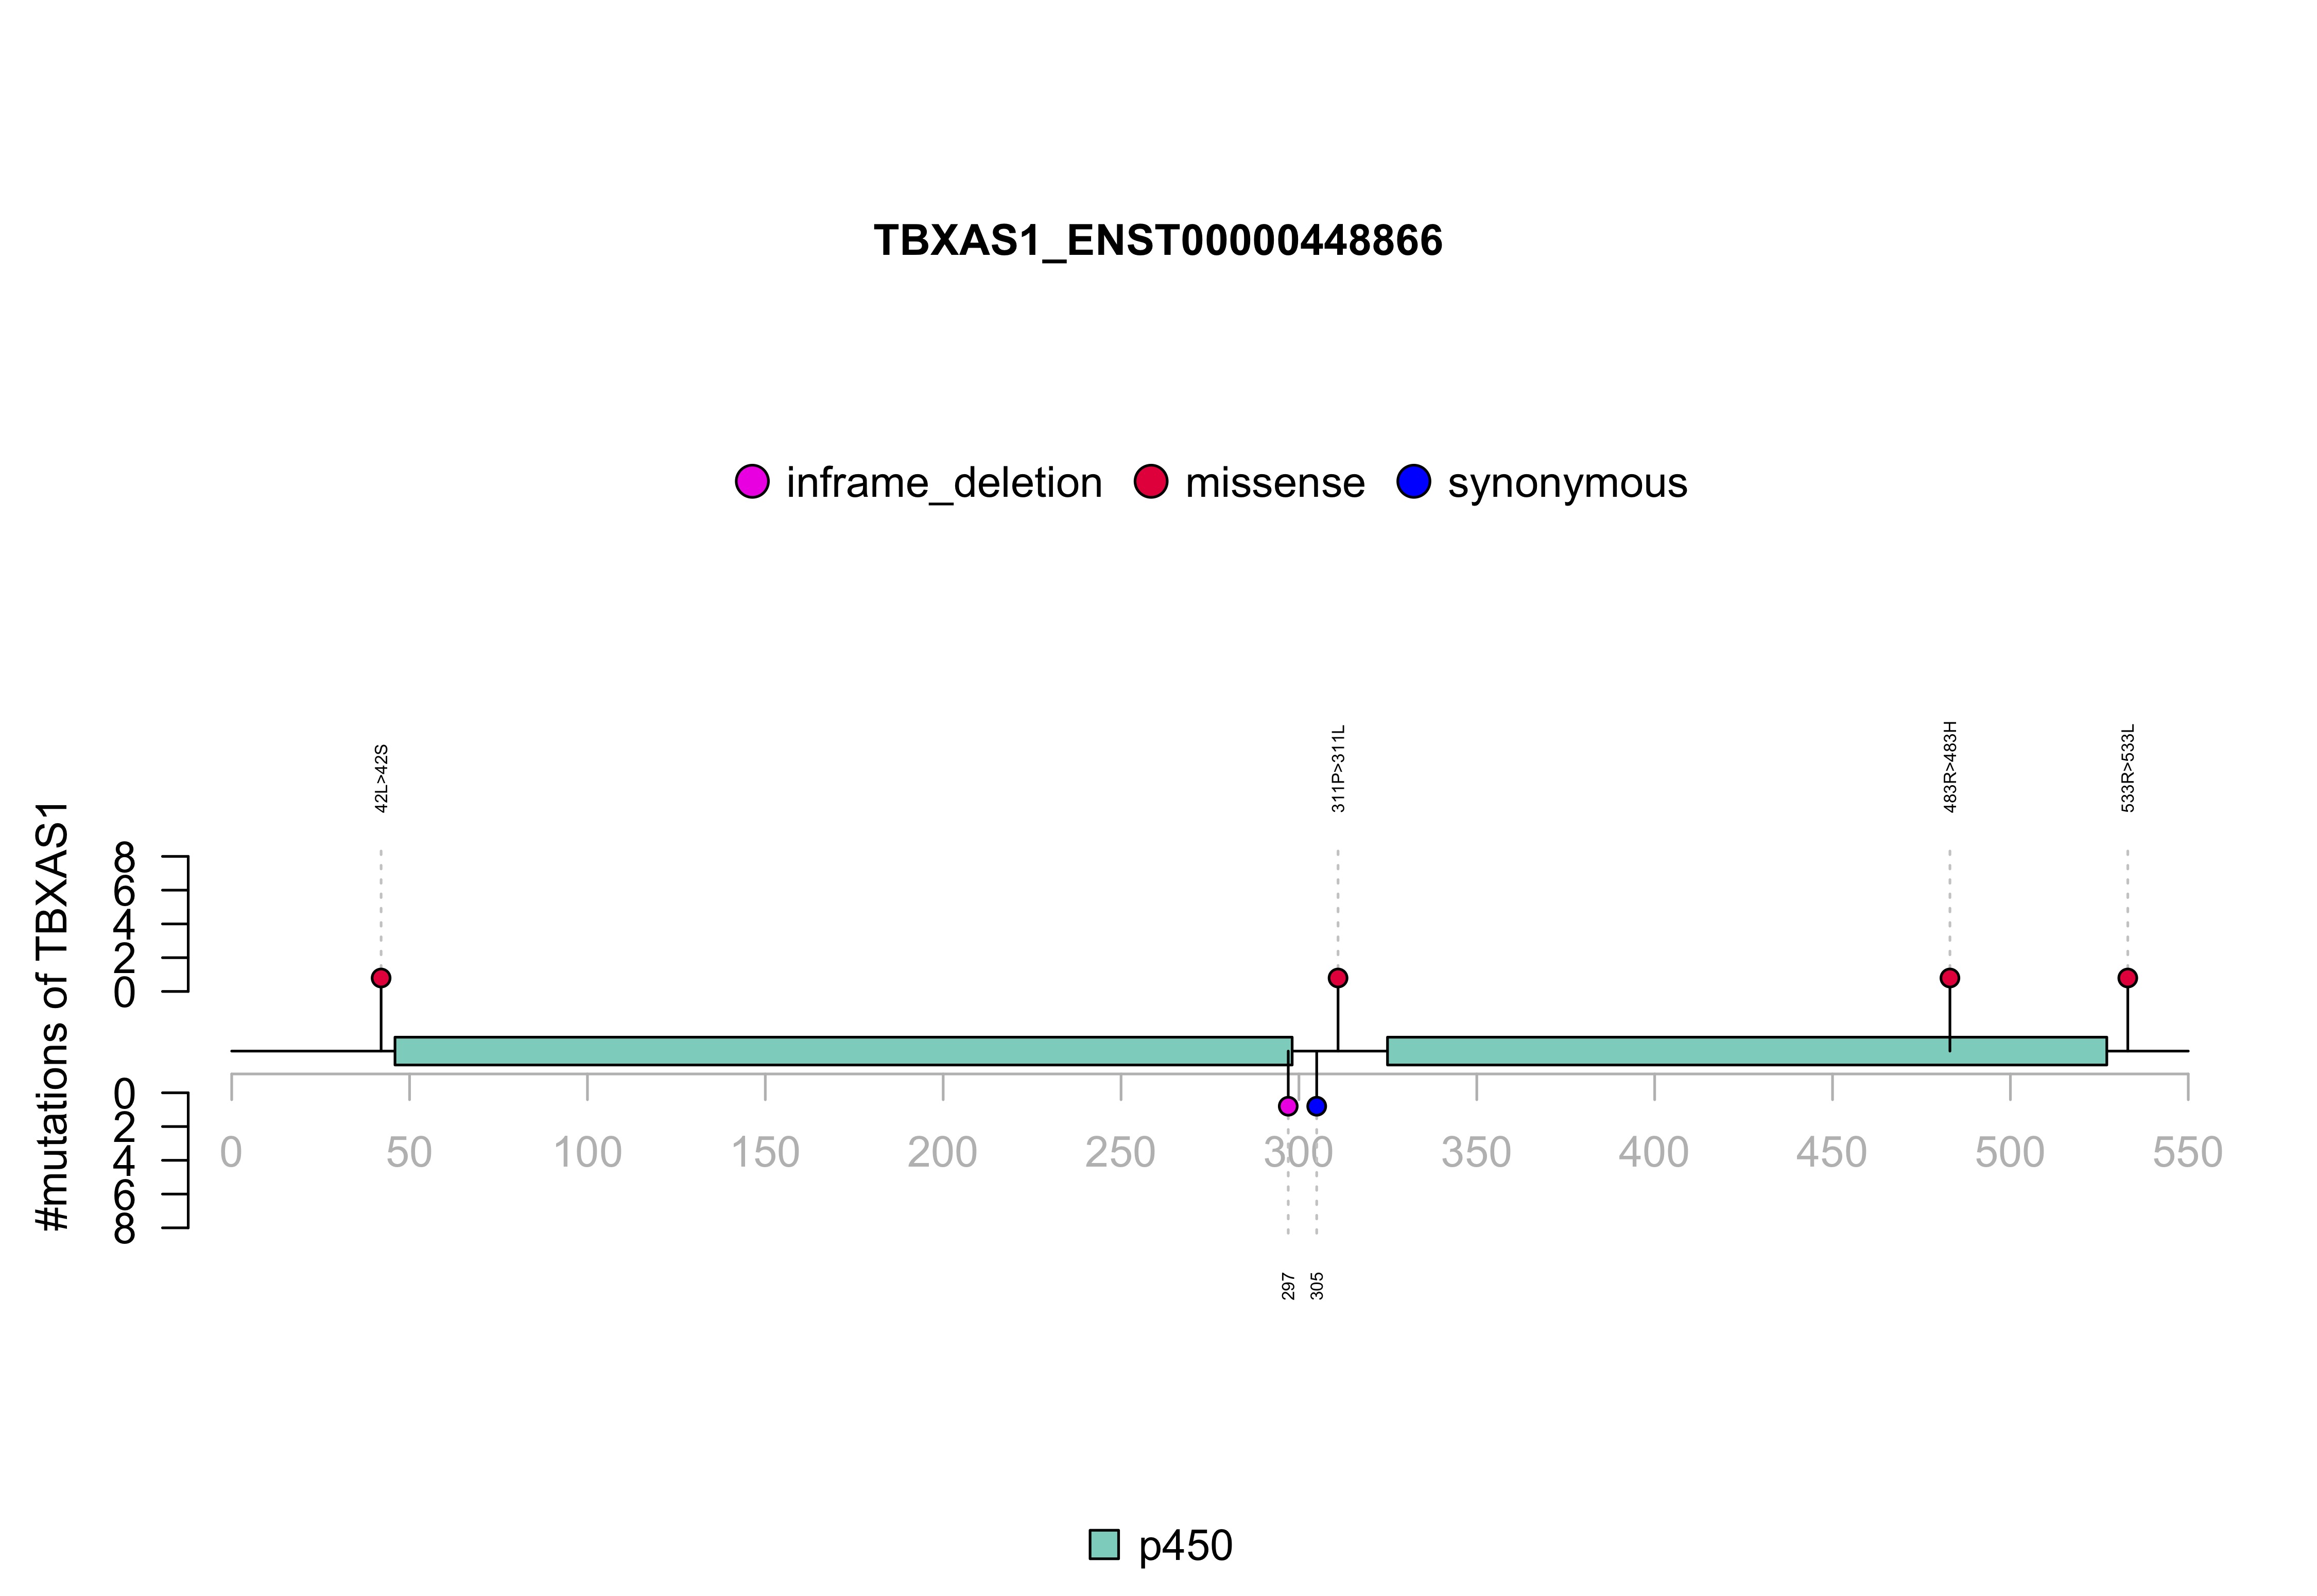 TBXAS1_ENST00000448866
inframe_deletion missense synonymous
42L>42S 311P>311L 483R>483H 533R>533L
#mutations of TBXAS1
8
6
4
2
0
0
2
4
6
8
0 50 100 150 200 250 300 350 400 450 500 550
297 305
p450